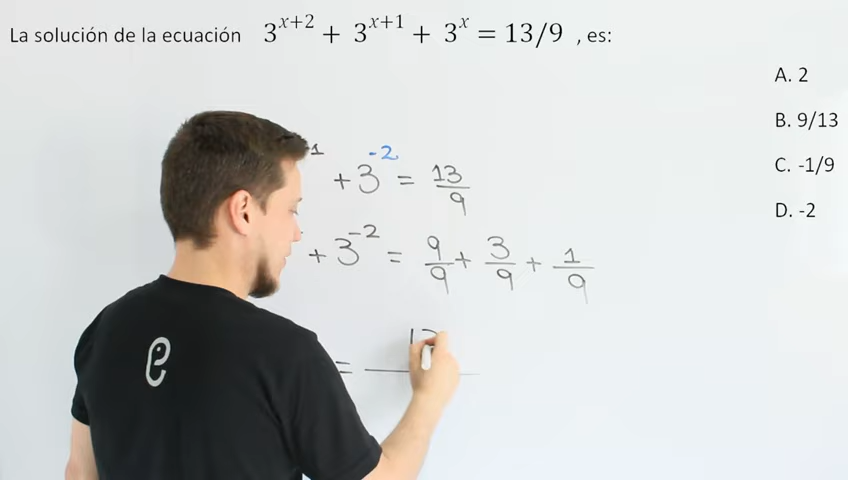 La solución de la ecuación 3^{x+2} + 3^{x+1} + 3^x = 13/9 , es:
A. 2
B. 9/13
C. -1/9
D. -2
+ 3^{-2} = 13/9
+ 3^{-2} = 9/9 + 3/9 + 1/9
=
e